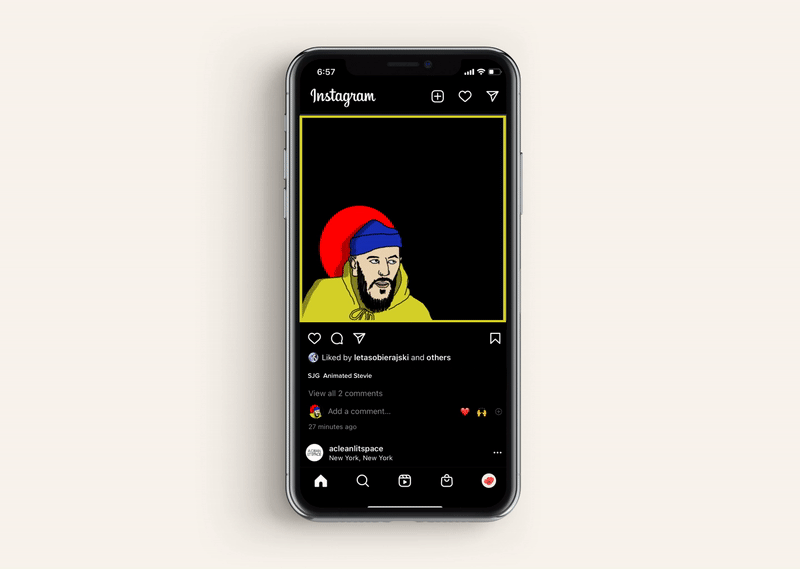 6:57
Instagram
Liked by letasobierajski and others
SJG Animated Stevie
View all 2 comments
Add a comment...
27 minutes ago
acleanlitspace
New York, New York